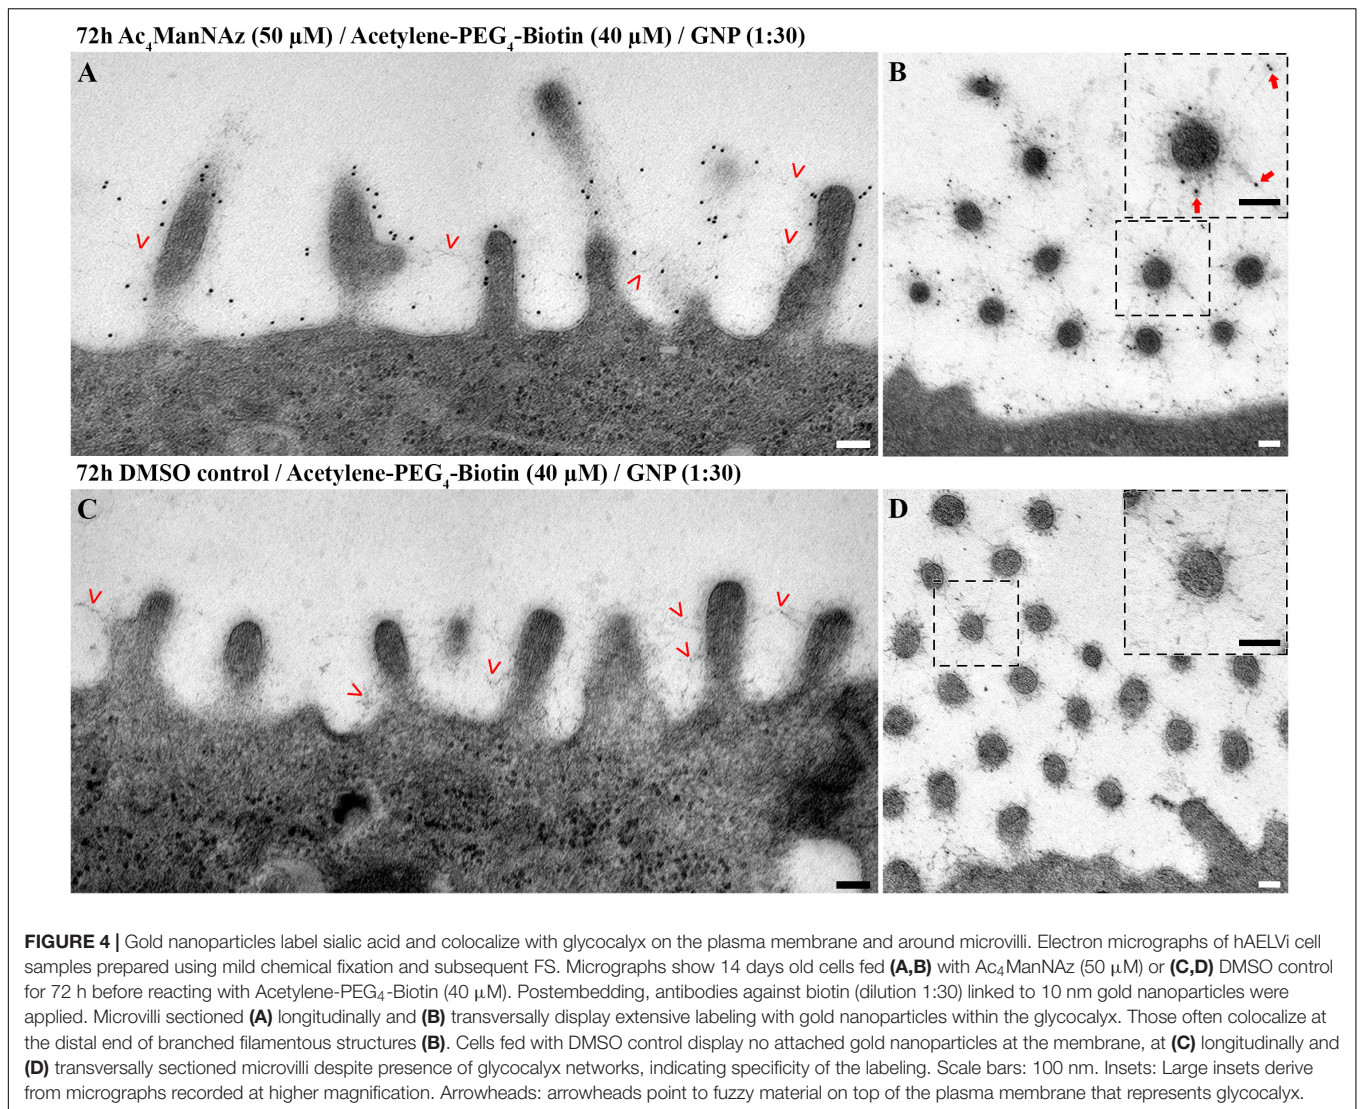 72h Ac₄ManNAz (50 µM) / Acetylene-PEG₄-Biotin (40 µM) / GNP (1:30)
A
B
72h DMSO control / Acetylene-PEG₄-Biotin (40 µM) / GNP (1:30)
C
D
FIGURE 4 | Gold nanoparticles label sialic acid and colocalize with glycocalyx on the plasma membrane and around microvilli. Electron micrographs of hAELVi cell
samples prepared using mild chemical fixation and subsequent FS. Micrographs show 14 days old cells fed (A,B) with Ac₄ManNAz (50 µM) or (C,D) DMSO control
for 72 h before reacting with Acetylene-PEG₄-Biotin (40 µM). Postembedding, antibodies against biotin (dilution 1:30) linked to 10 nm gold nanoparticles were
applied. Microvilli sectioned (A) longitudinally and (B) transversally display extensive labeling with gold nanoparticles within the glycocalyx. Those often colocalize at
the distal end of branched filamentous structures (B). Cells fed with DMSO control display no attached gold nanoparticles at the membrane, at (C) longitudinally and
(D) transversally sectioned microvilli despite presence of glycocalyx networks, indicating specificity of the labeling. Scale bars: 100 nm. Insets: Large insets derive
from micrographs recorded at higher magnification. Arrowheads: arrowheads point to fuzzy material on top of the plasma membrane that represents glycocalyx.